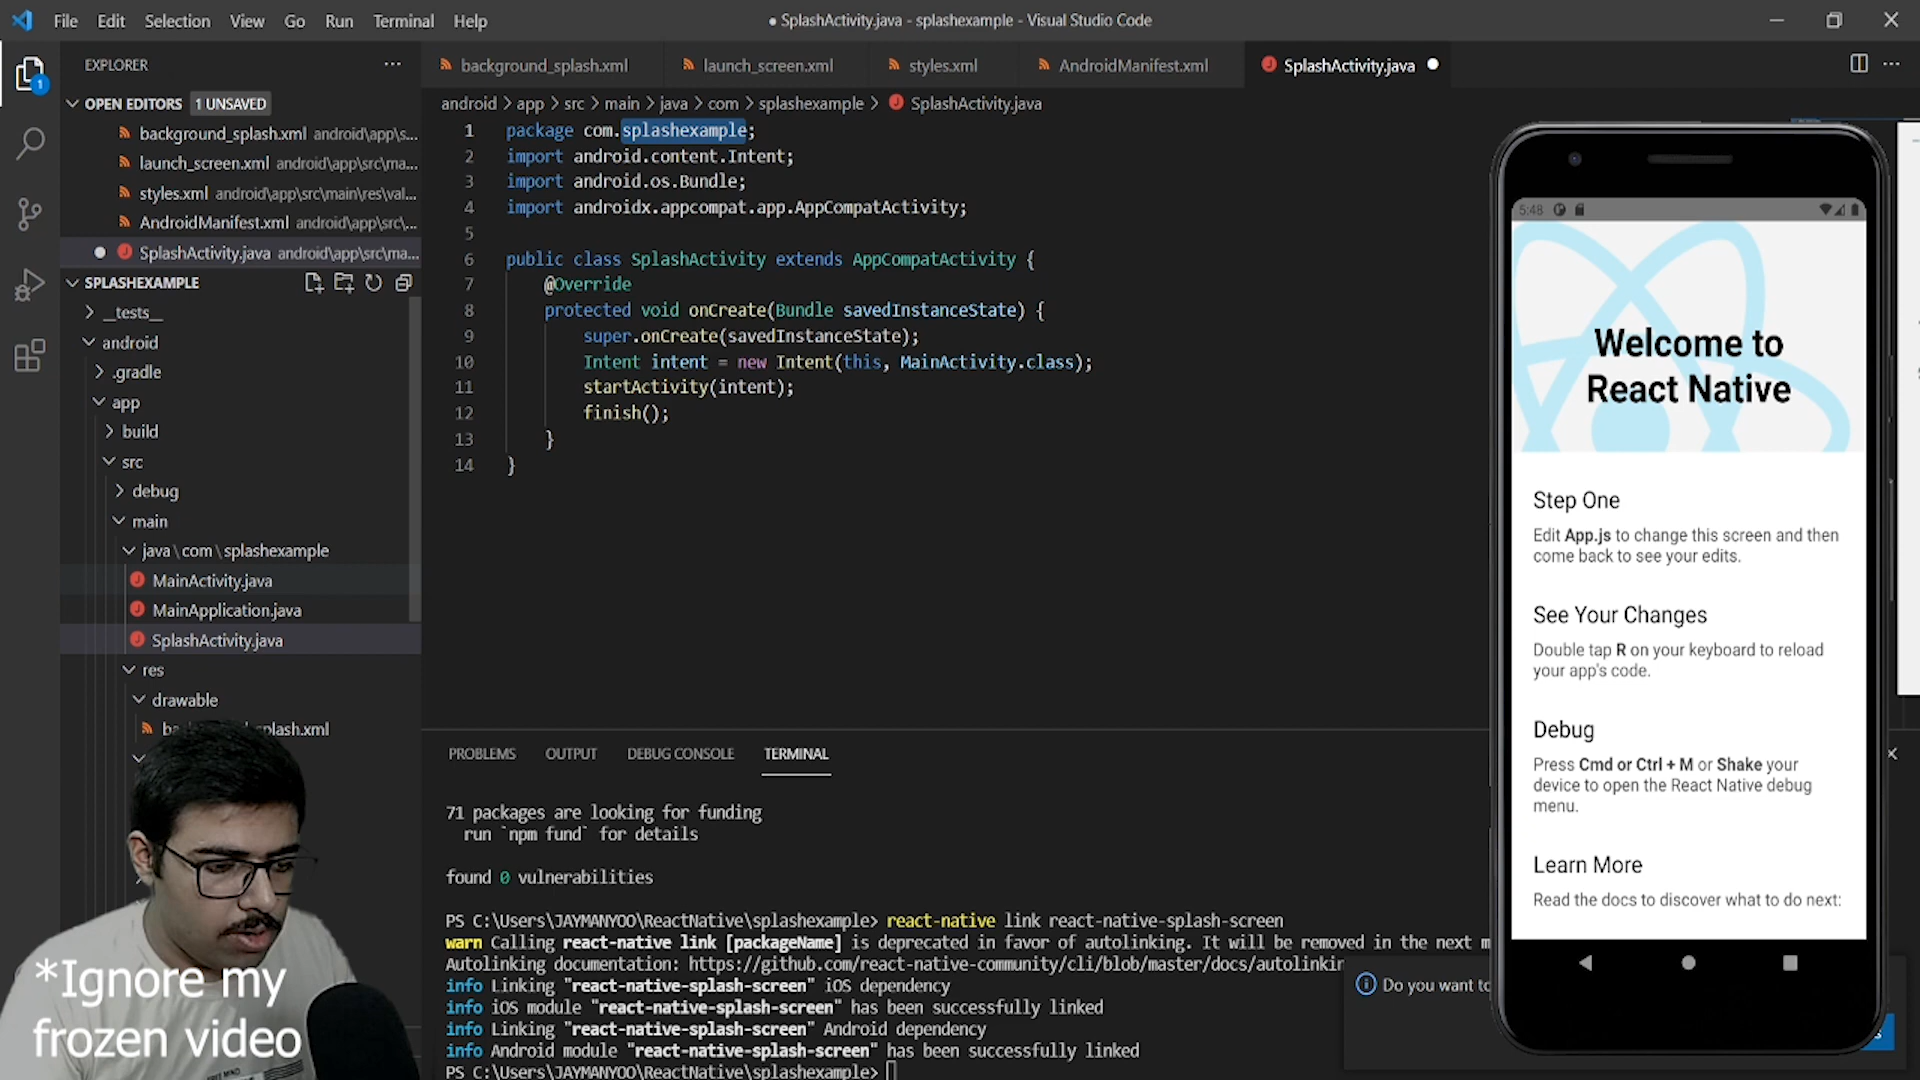 File Edit Selection View Go Run Terminal Help
● SplashActivity.java - splashexample - Visual Studio Code
EXPLORER
background_splash.xml
launch_screen.xml
styles.xml
AndroidManifest.xml
SplashActivity.java
OPEN EDITORS 1 UNSAVED
background_splash.xml android\app\s...
launch_screen.xml android\app\src\ma...
styles.xml android\app\src\main\res\val...
AndroidManifest.xml android\app\src\...
SplashActivity.java android\app\src\ma...
SPLASHEXAMPLE
__tests__
android
.gradle
app
build
src
debug
main
java\com\splashexample
MainActivity.java
MainApplication.java
SplashActivity.java
res
drawable
android > app > src > main > java > com > splashexample > SplashActivity.java
1 package com.splashexample;
2 import android.content.Intent;
3 import android.os.Bundle;
4 import androidx.appcompat.app.AppCompatActivity;
5
6 public class SplashActivity extends AppCompatActivity {
7 @Override
8 protected void onCreate(Bundle savedInstanceState) {
9 super.onCreate(savedInstanceState);
10 Intent intent = new Intent(this, MainActivity.class);
11 startActivity(intent);
12 finish();
13 }
14 }
PROBLEMS OUTPUT DEBUG CONSOLE TERMINAL
71 packages are looking for funding
run `npm fund` for details
found 0 vulnerabilities
PS C:\Users\JAYMANYOO\ReactNative\splashexample> react-native link react-native-splash-screen
warn Calling react-native link [packageName] is deprecated in favor of autolinking. It will be removed in the next m
Autolinking documentation: https://github.com/react-native-community/cli/blob/master/docs/autolinkin
info Linking "react-native-splash-screen" iOS dependency
info iOS module "react-native-splash-screen" has been successfully linked
info Linking "react-native-splash-screen" Android dependency
info Android module "react-native-splash-screen" has been successfully linked
PS C:\Users\JAYMANYOO\ReactNative\splashexample>
Do you want to
5:48
Welcome to
React Native
Step One
Edit App.js to change this screen and then
come back to see your edits.
See Your Changes
Double tap R on your keyboard to reload
your app's code.
Debug
Press Cmd or Ctrl + M or Shake your
device to open the React Native debug
menu.
Learn More
Read the docs to discover what to do next:
*Ignore my
frozen video